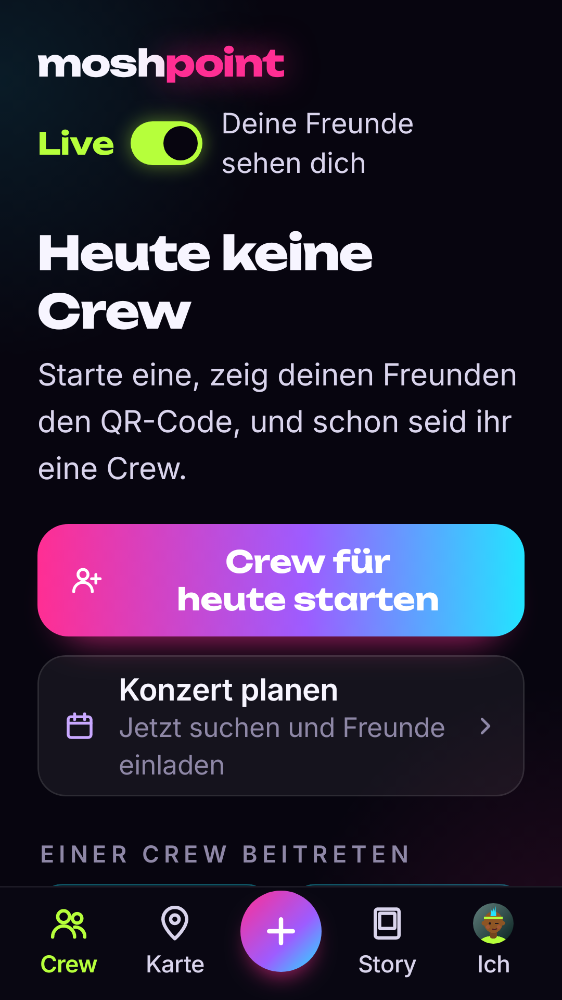 moshpoint
Live
Deine Freunde
sehen dich
Heute keine
Crew
Starte eine, zeig deinen Freunden
den QR-Code, und schon seid ihr
eine Crew.
Crew für
heute starten
Konzert planen
Jetzt suchen und Freunde
einladen
EINER CREW BEITRETEN
Crew
Karte
Story
Ich